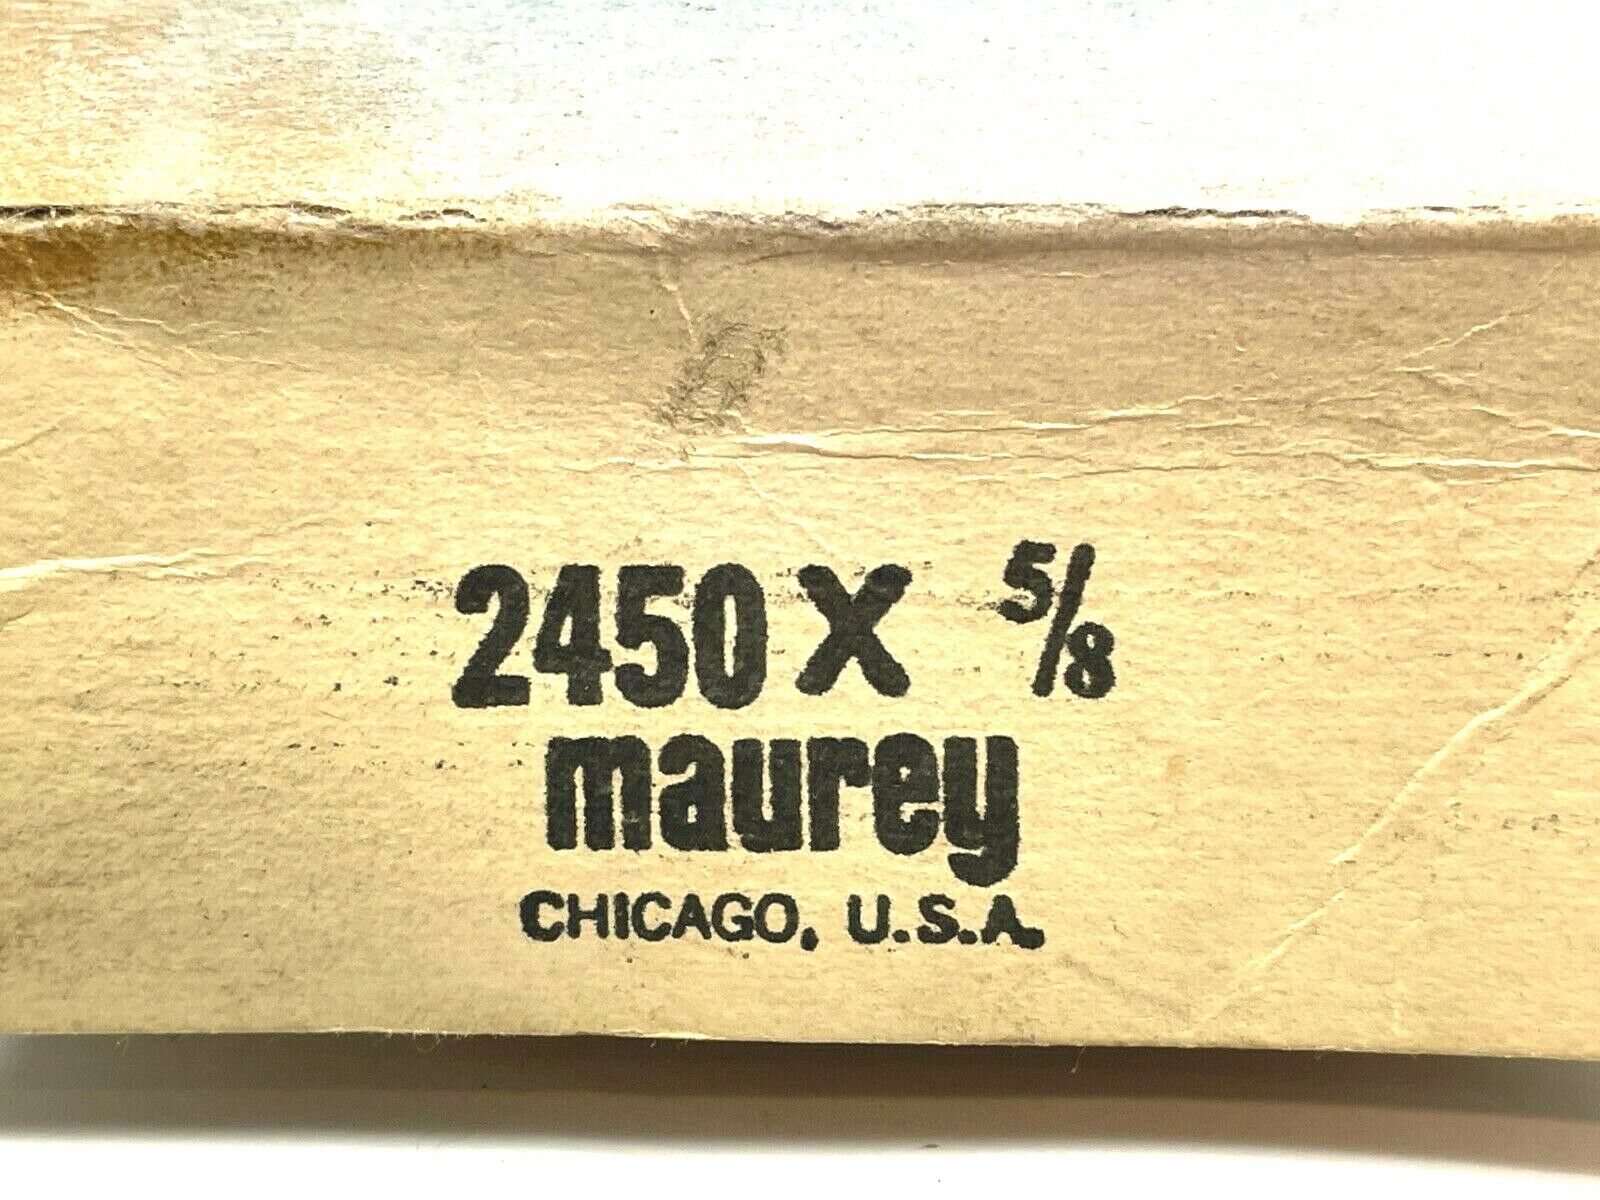 2450 X 5/8
maurey
CHICAGO, U.S.A.